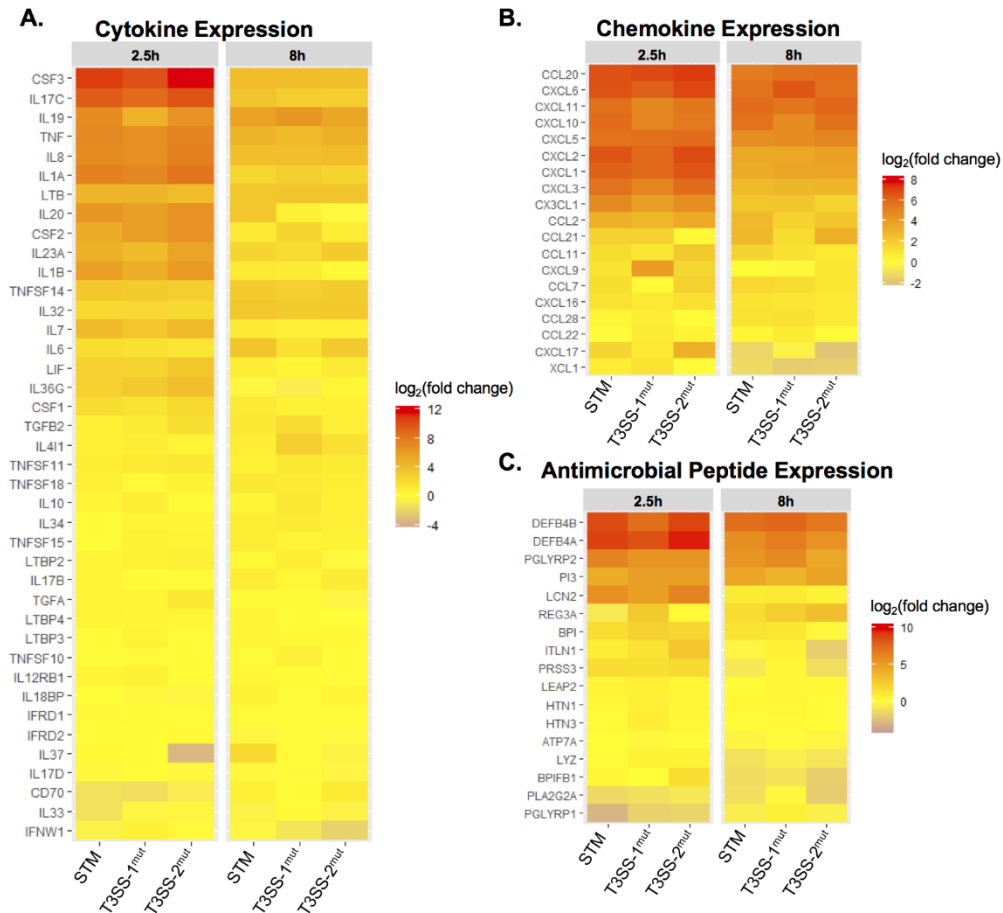 A.
Cytokine Expression
2.5h 8h
CSF3
IL17C
IL19
TNF
IL8
IL1A
LTB
IL20
CSF2
IL23A
IL1B
TNFSF14
IL32
IL7
IL6
LIF
IL36G
CSF1
TGFB2
IL4I1
TNFSF11
TNFSF18
IL10
IL34
TNFSF15
LTBP2
IL17B
TGFA
LTBP4
LTBP3
TNFSF10
IL12RB1
IL18BP
IFRD1
IFRD2
IL37
IL17D
CD70
IL33
IFNW1
STM T3SS-1mut T3SS-2mut STM T3SS-1mut T3SS-2mut
log2(fold change)
12
8
4
0
-4
B.
Chemokine Expression
2.5h 8h
CCL20
CXCL6
CXCL11
CXCL10
CXCL5
CXCL2
CXCL1
CXCL3
CX3CL1
CCL2
CCL21
CCL11
CXCL9
CCL7
CXCL16
CCL28
CCL22
CXCL17
XCL1
STM T3SS-1mut T3SS-2mut STM T3SS-1mut T3SS-2mut
log2(fold change)
8
6
4
2
0
-2
C.
Antimicrobial Peptide Expression
2.5h 8h
DEFB4B
DEFB4A
PGLYRP2
PI3
LCN2
REG3A
BPI
ITLN1
PRSS3
LEAP2
HTN1
HTN3
ATP7A
LYZ
BPIFB1
PLA2G2A
PGLYRP1
STM T3SS-1mut T3SS-2mut STM T3SS-1mut T3SS-2mut
log2(fold change)
10
5
0